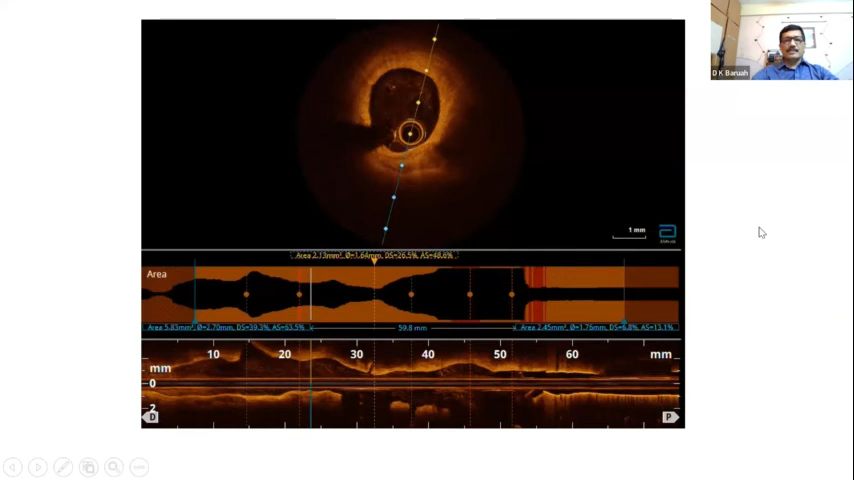 D K Baruah
1 mm
Area 2.13mm², Ø=1.64mm, DS=26.5%, AS=48.6%
Area
Area 5.83mm², Ø=2.70mm, DS=39.3%, AS=63.5%
59.8 mm
Area 2.45mm², Ø=1.76mm, DS=6.8%, AS=13.1%
10 20 30 40 50 60 mm
mm
0
2
D
P